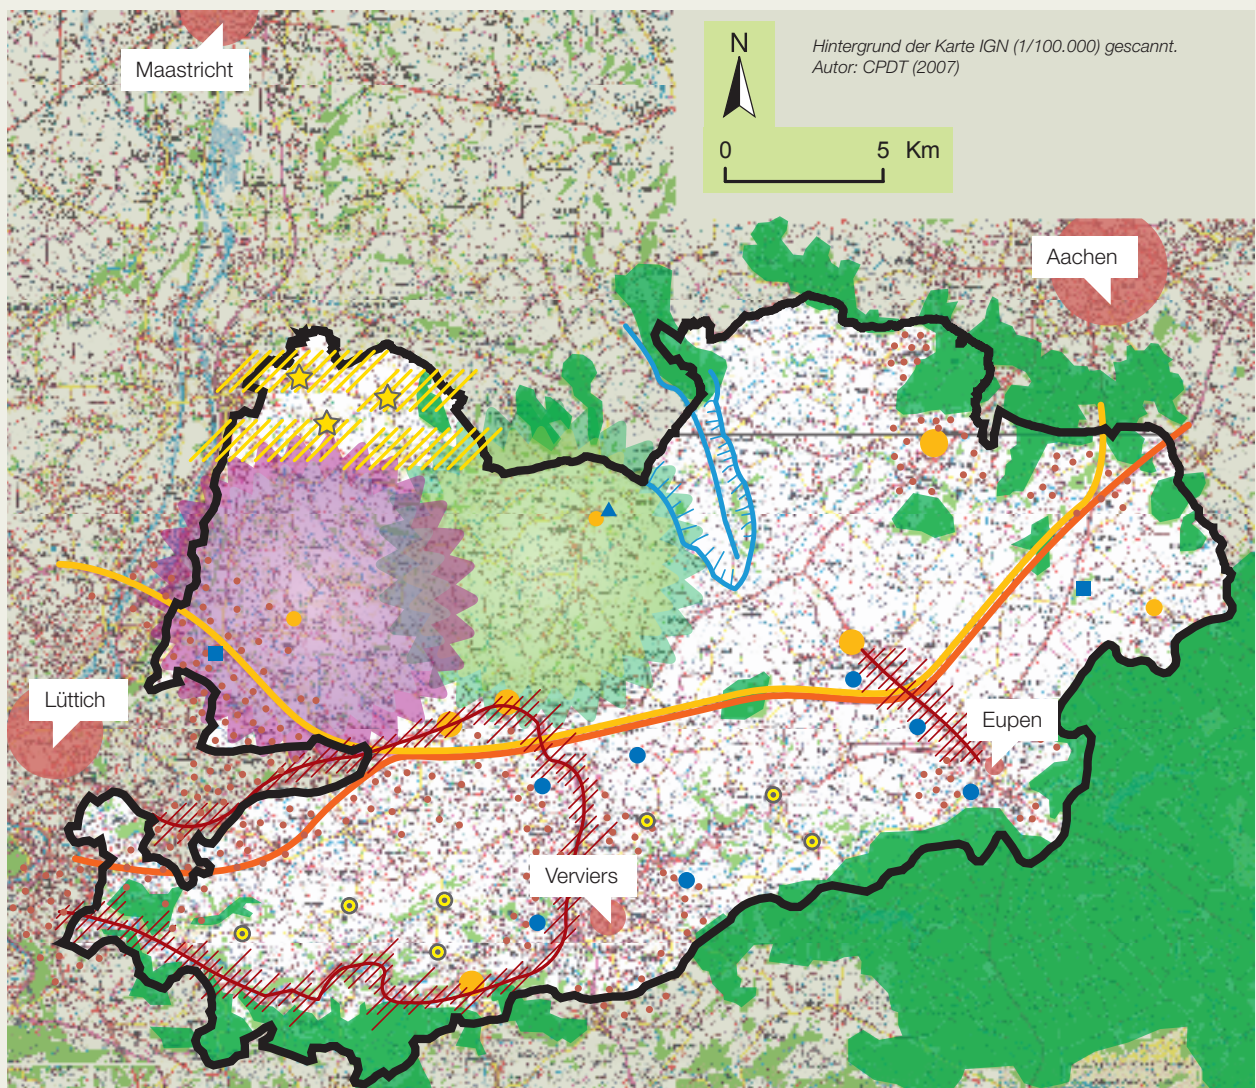 Maastricht
N
Hintergrund der Karte IGN (1/100.000) gescannt.
Autor: CPDT (2007)
0 5 Km
Aachen
Lüttich
Eupen
Verviers